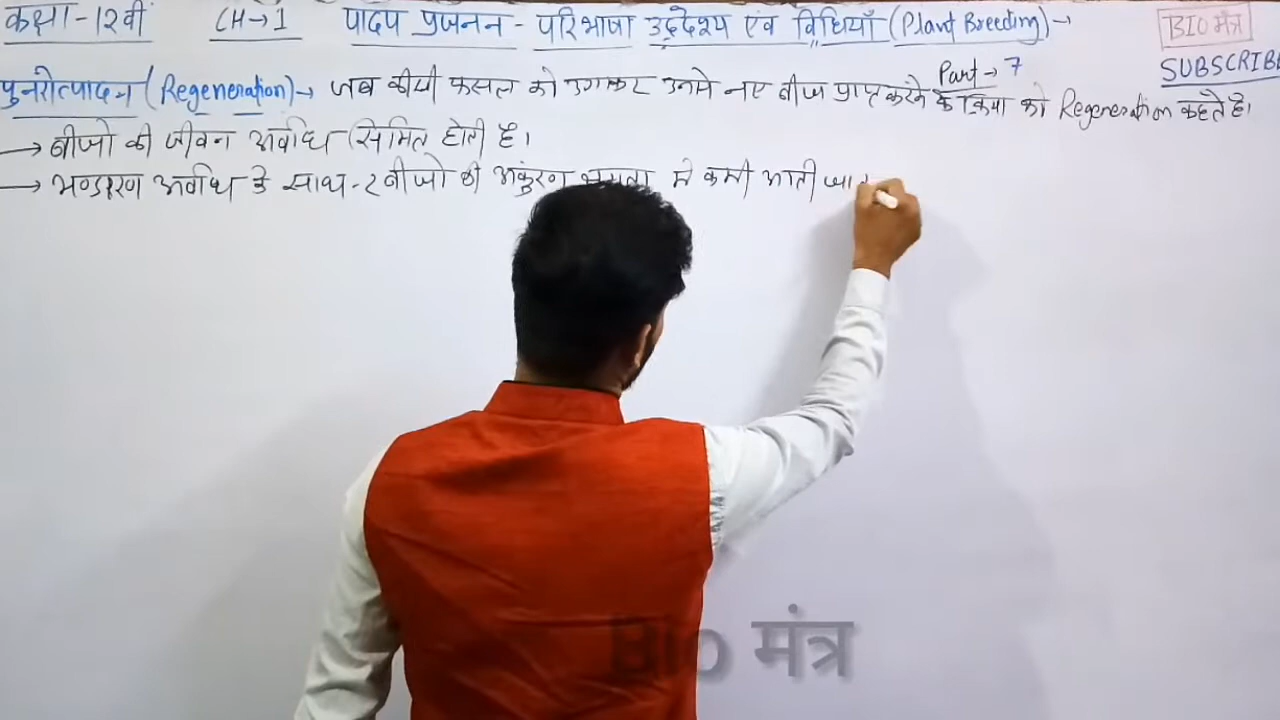 कक्षा-12वी CH→1 पादप प्रजनन - परिभाषा उद्देश्य एवं विधियाँ (Plant Breeding)→
BIO मंत्र
SUBSCRIBE
Part→7
पुनरोत्पादन (Regeneration)→ जब कीसी फसल को उगाकर उनमे नए बीज प्राप्त करने के क्रिया को Regeneration कहते है।
→ बीजो की जीवन अवधि सिमित होती है।
→ भण्डारण अवधि के साथ-2 बीजो की अंकुरण क्षमता मे कमी आती जा
Bio मंत्र